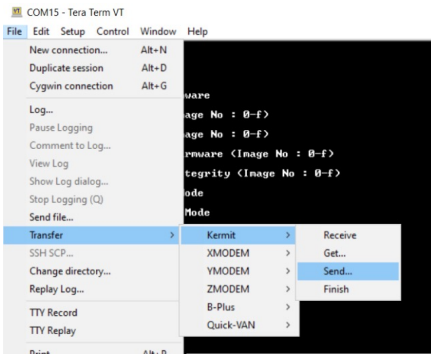 COM15 - Tera Term VT
File Edit Setup Control Window Help
New connection... Alt+N
Duplicate session Alt+D
Cygwin connection Alt+G
Log...
Pause Logging
Comment to Log...
View Log
Show Log dialog...
Stop Logging (Q)
Send file...
Transfer >
SSH SCP...
Change directory...
Replay Log...
TTY Record
TTY Replay
Print Alt+P
ware
age No : 0-f)
age No : 0-f)
rmware (Image No : 0-f)
tegrity (Image No : 0-f)
ode
Mode
Kermit >
XMODEM >
YMODEM >
ZMODEM >
B-Plus >
Quick-VAN >
Receive
Get...
Send...
Finish